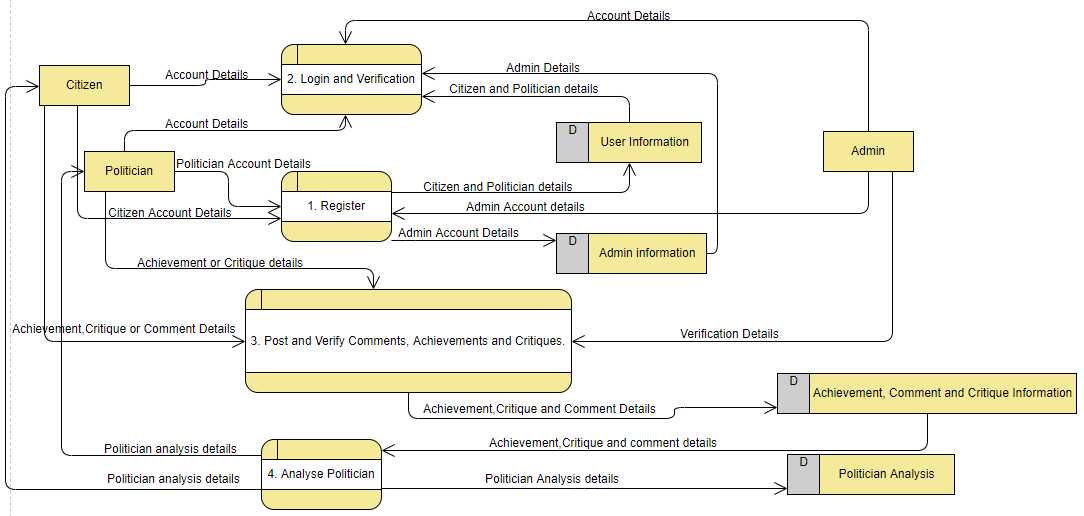 Account Details
2. Login and Verification
Admin Details
Account Details
Citizen
Citizen and Politician details
Account Details
D
User Information
Admin
Politician Account Details
Politician
Citizen and Politician details
1. Register
Admin Account details
Citizen Account Details
Admin Account Details
D
Admin information
Achievement or Critique details
Achievement,Critique or Comment Details
Verification Details
3. Post and Verify Comments, Achievements and Critiques.
D
Achievement, Comment and Critique Information
Achievement,Critique and Comment Details
Achievement,Critique and comment details
Politician analysis details
D
4. Analyse Politician
Politician Analysis
Politician analysis details
Politician Analysis details